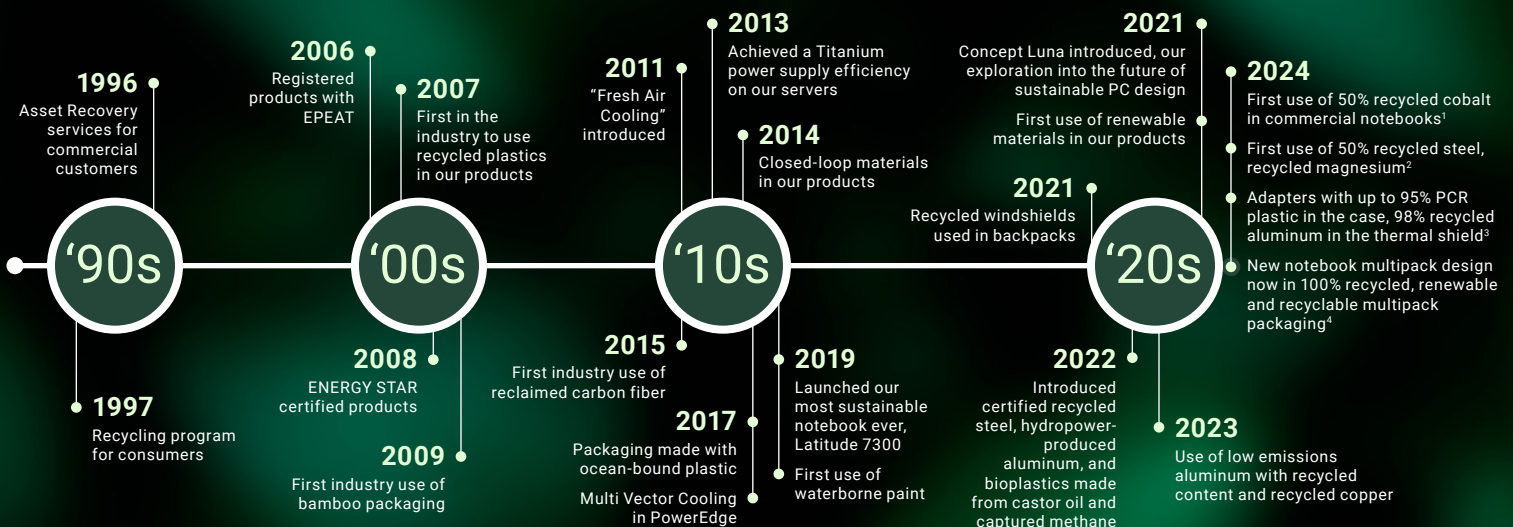 ‘90s
1996
Asset Recovery
services for
commercial
customers
1997
Recycling program
for consumers
‘00s
2006
Registered
products with
EPEAT
2007
First in the
industry to use
recycled plastics
in our products
2008
ENERGY STAR
certified products
2009
First industry use of
bamboo packaging
‘10s
2011
“Fresh Air
Cooling”
introduced
2013
Achieved a Titanium
power supply efficiency
on our servers
2014
Closed-loop materials
in our products
2015
First industry use of
reclaimed carbon fiber
2017
Packaging made with
ocean-bound plastic
Multi Vector Cooling
in PowerEdge
2019
Launched our
most sustainable
notebook ever,
Latitude 7300
First use of
waterborne paint
‘20s
2021
Concept Luna introduced, our
exploration into the future of
sustainable PC design
First use of renewable
materials in our products
2021
Recycled windshields
used in backpacks
2022
Introduced
certified recycled
steel, hydropower-
produced
aluminum, and
bioplastics made
from castor oil and
captured methane
2023
Use of low emissions
aluminum with recycled
content and recycled copper
2024
First use of 50% recycled cobalt
in commercial notebooks¹
First use of 50% recycled steel,
recycled magnesium²
Adapters with up to 95% PCR
plastic in the case, 98% recycled
aluminum in the thermal shield³
New notebook multipack design
now in 100% recycled, renewable
and recyclable multipack
packaging⁴